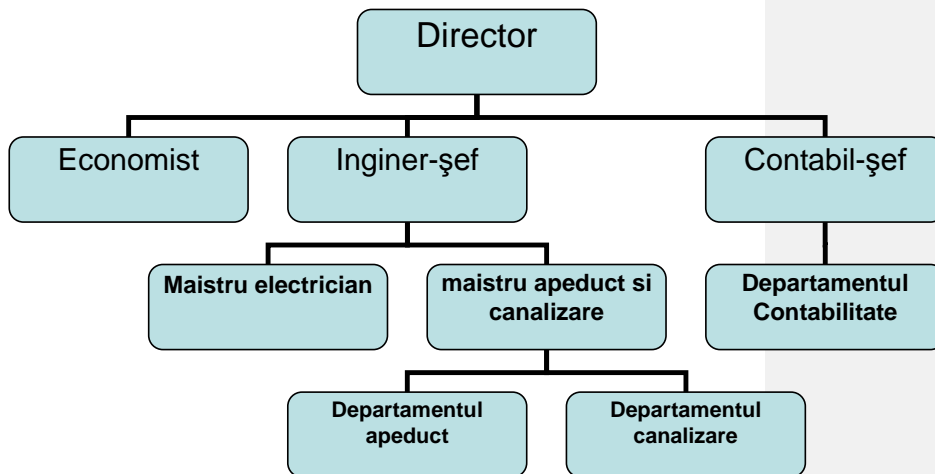 Director
Economist
Inginer-şef
Contabil-şef
Maistru electrician
maistru apeduct si
canalizare
Departamentul
Contabilitate
Departamentul
apeduct
Departamentul
canalizare